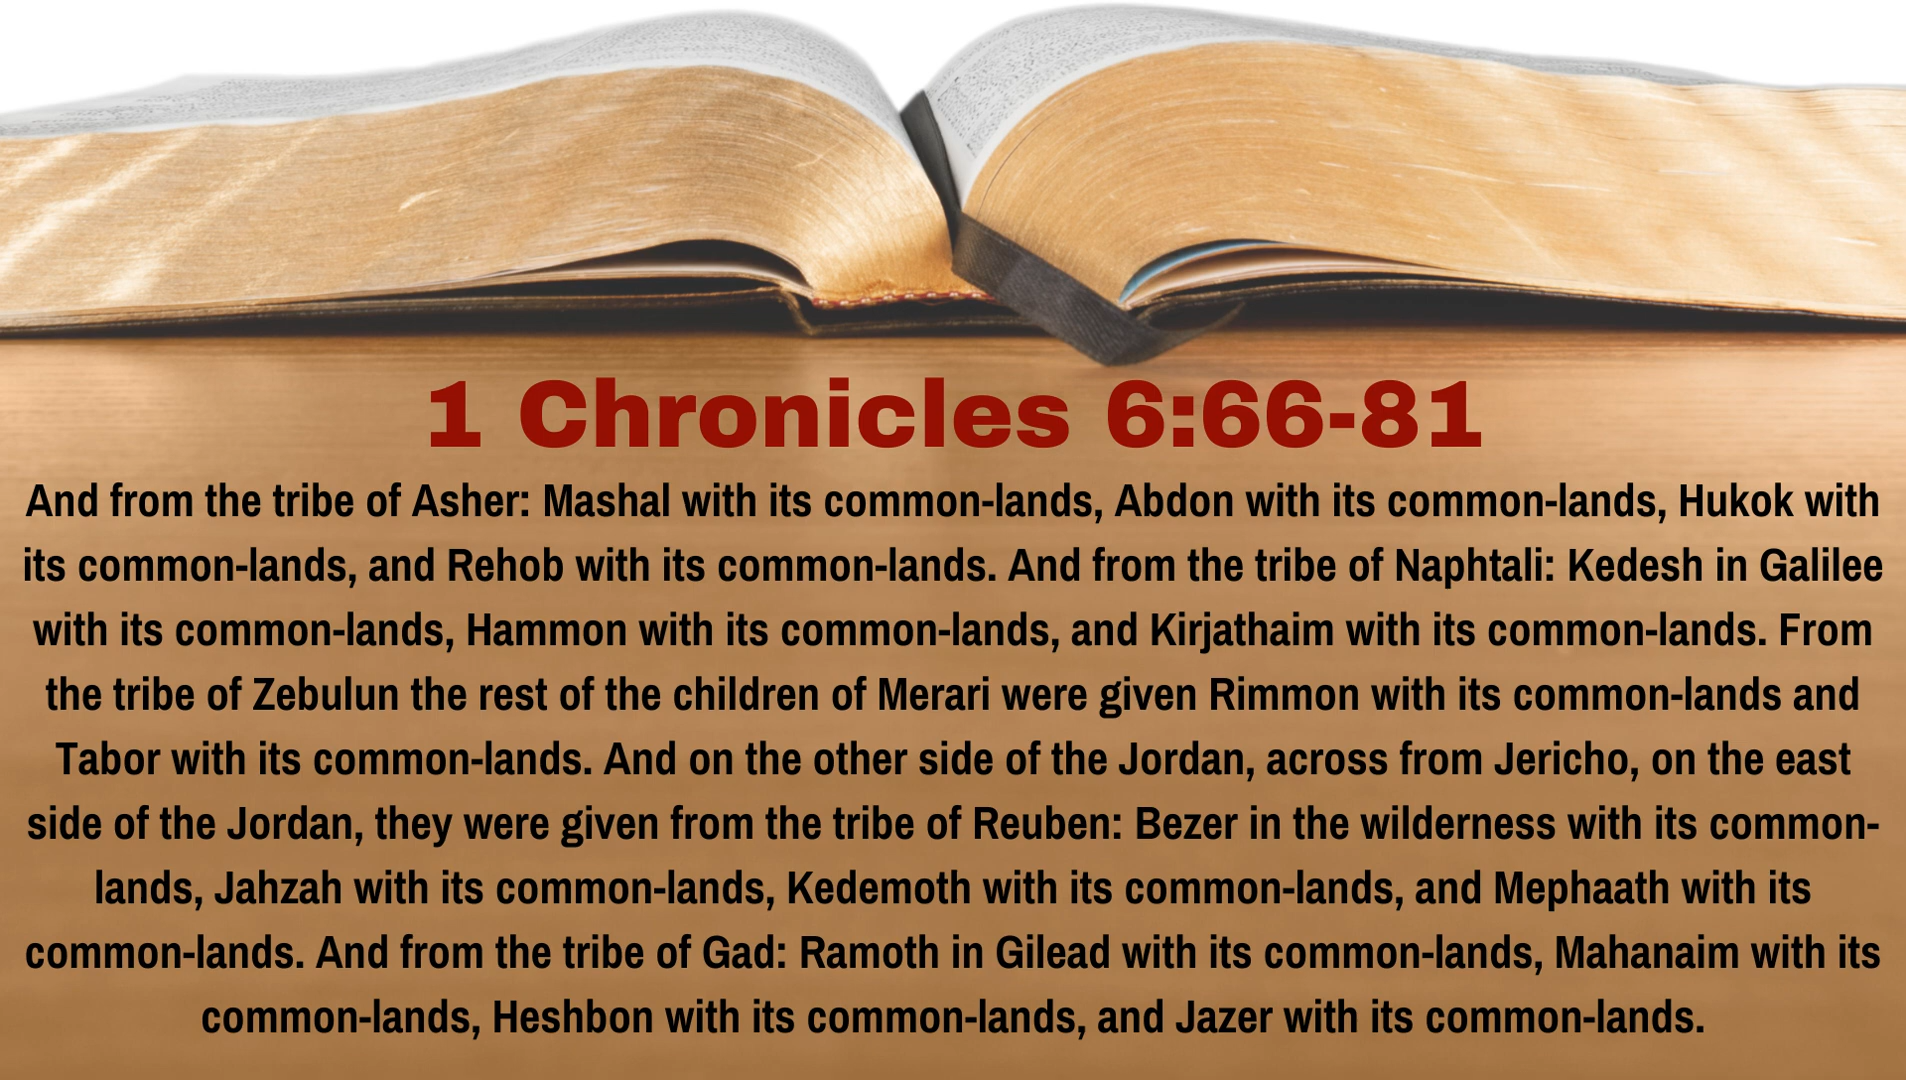 1 Chronicles 6:66-81
And from the tribe of Asher: Mashal with its common-lands, Abdon with its common-lands, Hukok with
its common-lands, and Rehob with its common-lands. And from the tribe of Naphtali: Kedesh in Galilee
with its common-lands, Hammon with its common-lands, and Kirjathaim with its common-lands. From
the tribe of Zebulun the rest of the children of Merari were given Rimmon with its common-lands and
Tabor with its common-lands. And on the other side of the Jordan, across from Jericho, on the east
side of the Jordan, they were given from the tribe of Reuben: Bezer in the wilderness with its common-
lands, Jahzah with its common-lands, Kedemoth with its common-lands, and Mephaath with its
common-lands. And from the tribe of Gad: Ramoth in Gilead with its common-lands, Mahanaim with its
common-lands, Heshbon with its common-lands, and Jazer with its common-lands.